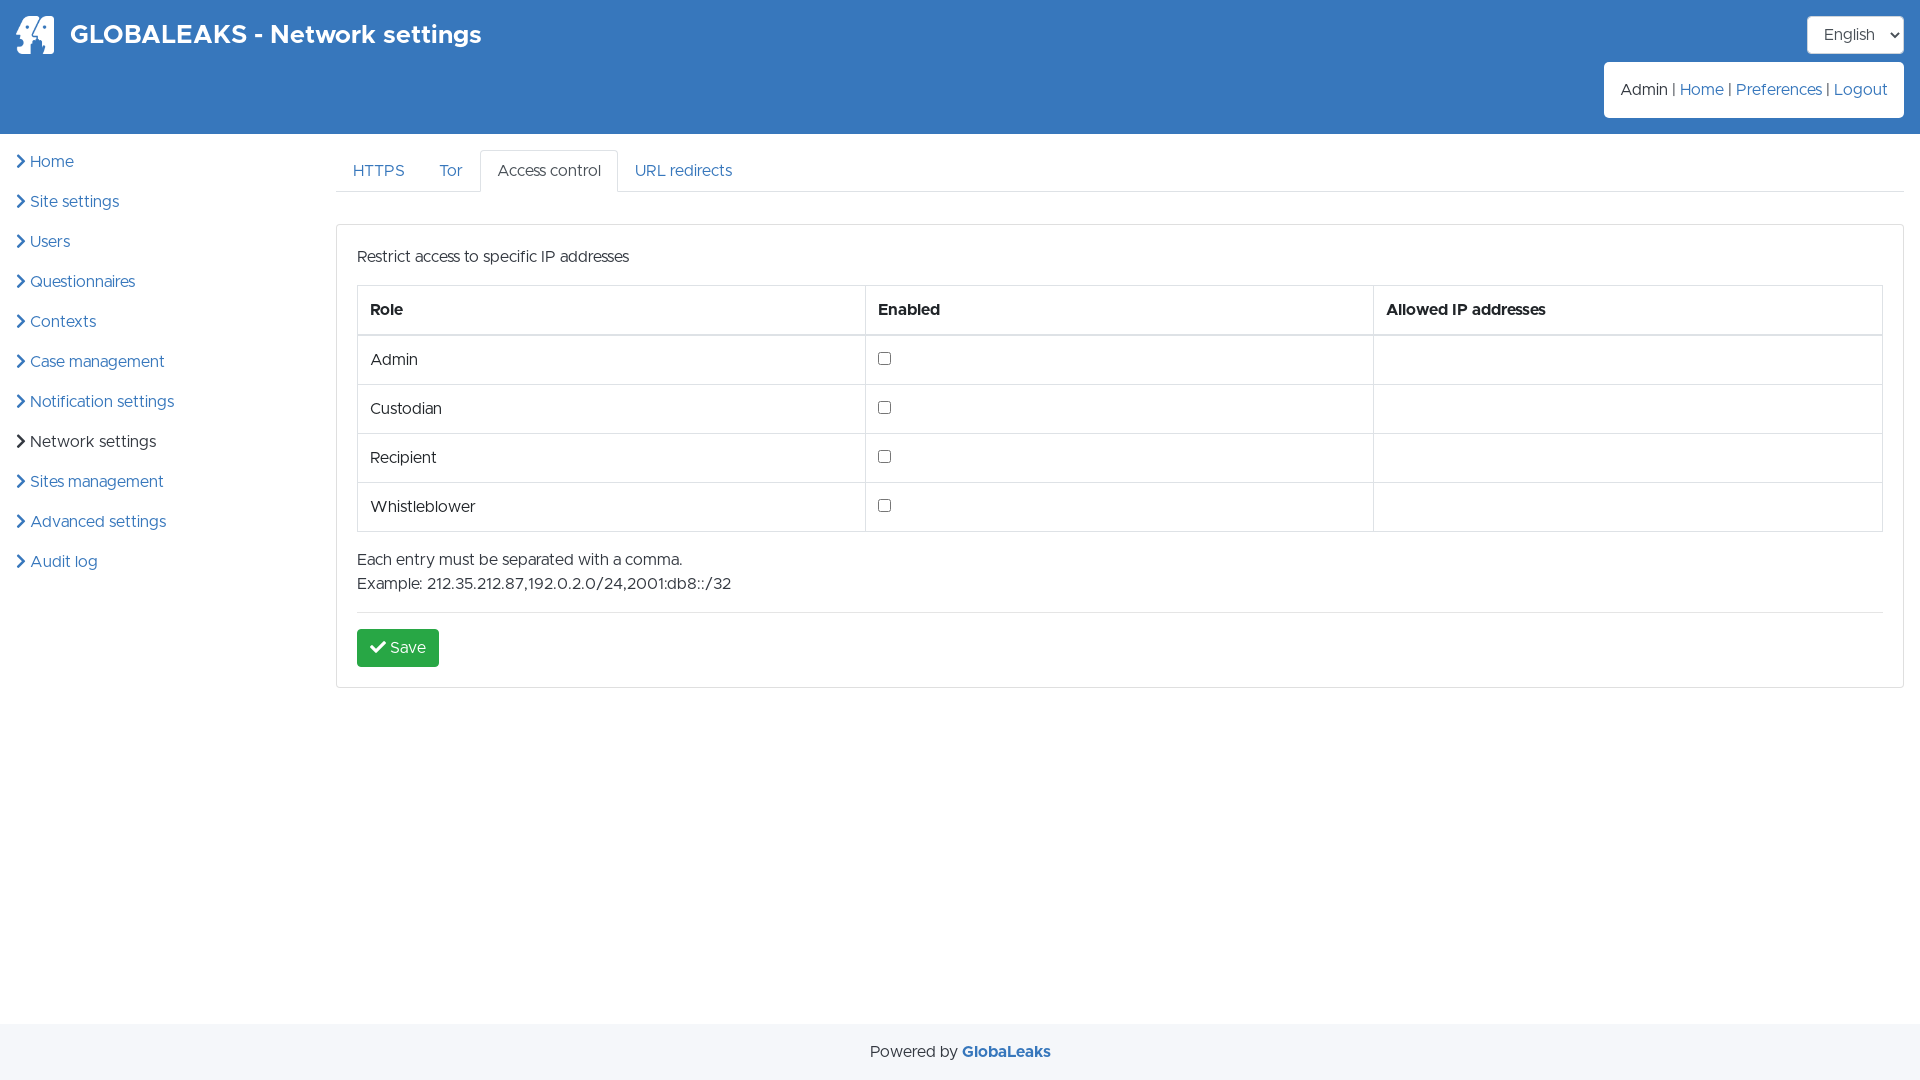 GLOBALEAKS - Network settings
English
Admin | Home | Preferences | Logout
Home
Site settings
Users
Questionnaires
Contexts
Case management
Notification settings
Network settings
Sites management
Advanced settings
Audit log
HTTPS Tor Access control URL redirects
Restrict access to specific IP addresses
Role Enabled Allowed IP addresses
Admin
Custodian
Recipient
Whistleblower
Each entry must be separated with a comma.
Example: 212.35.212.87,192.0.2.0/24,2001:db8::/32
Save
Powered by GlobaLeaks